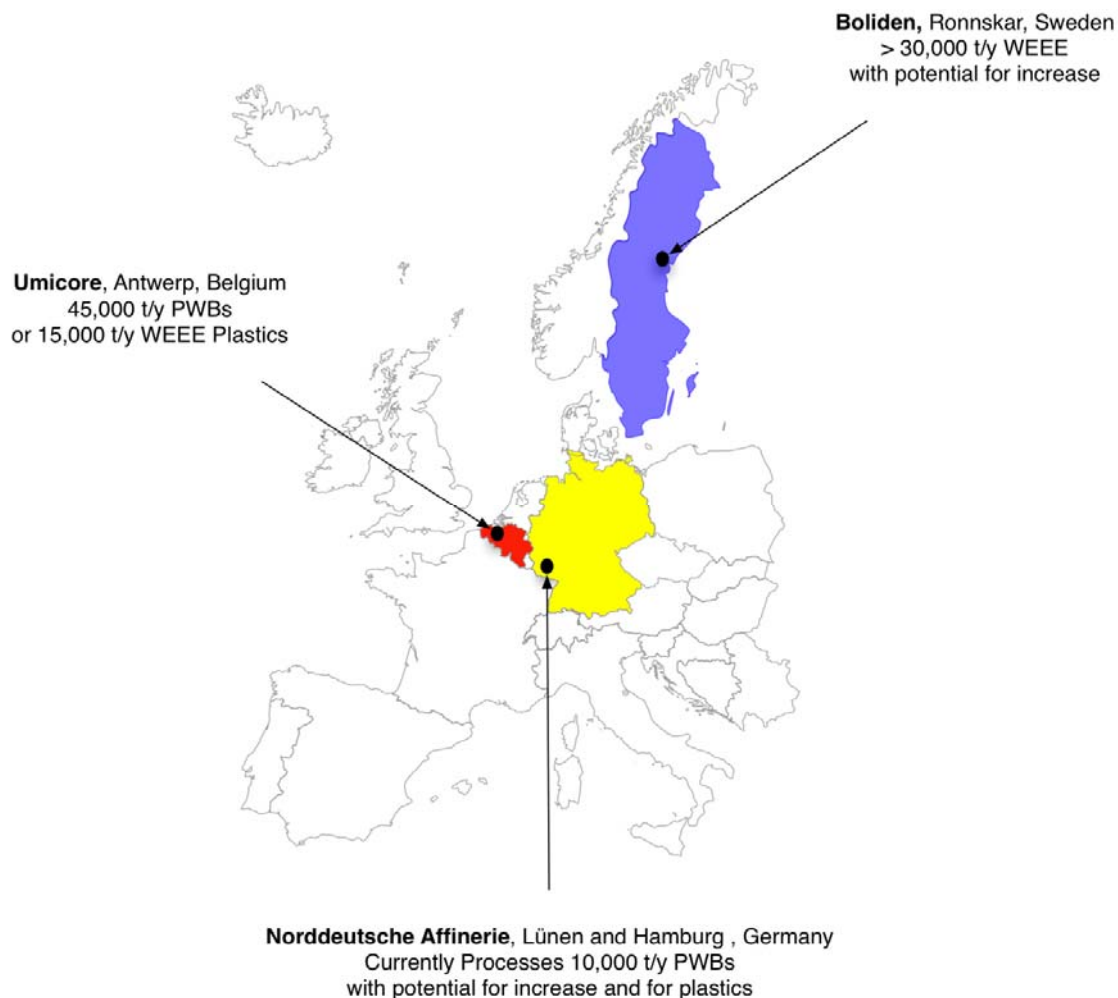 Boliden, Ronnskar, Sweden
> 30,000 t/y WEEE
with potential for increase
Umicore, Antwerp, Belgium
45,000 t/y PWBs
or 15,000 t/y WEEE Plastics
Norddeutsche Affinerie, Lünen and Hamburg , Germany
Currently Processes 10,000 t/y PWBs
with potential for increase and for plastics